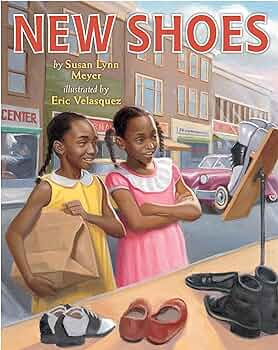 NEW SHOES
by Susan Lynn
Meyer
illustrated by
Eric Velasquez
CENTER